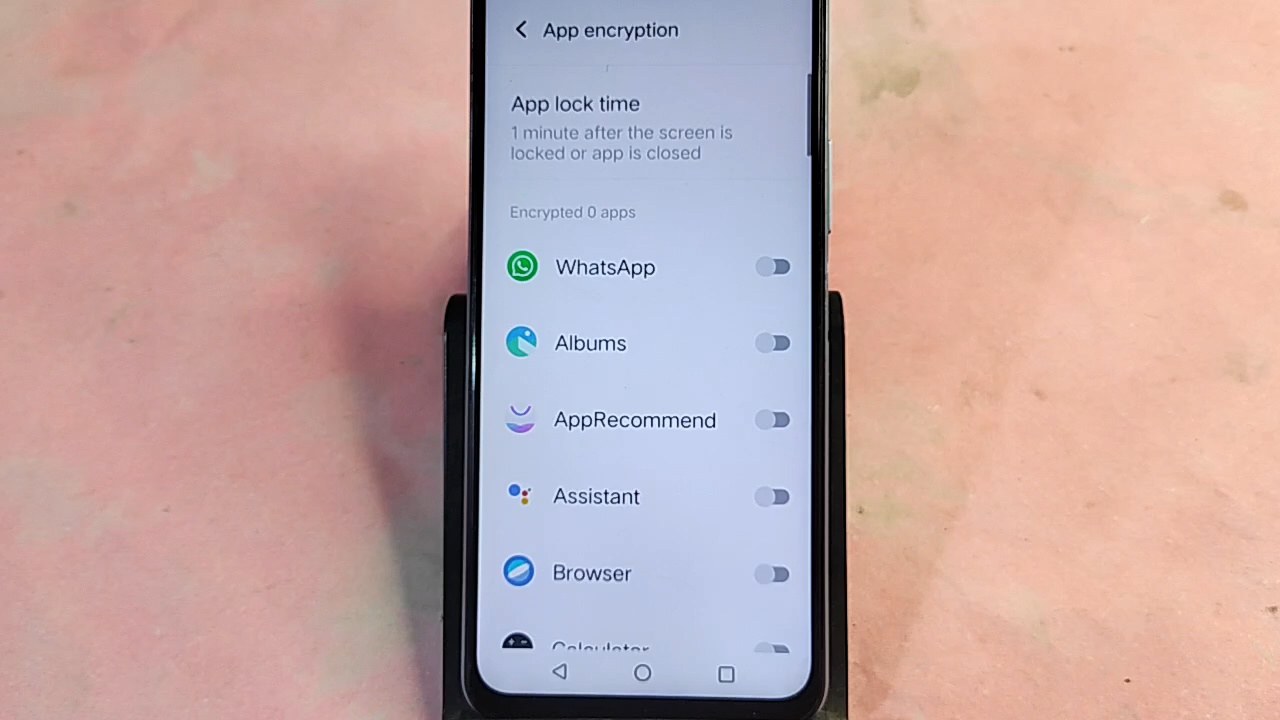 App encryption
App lock time
1 minute after the screen is
locked or app is closed
Encrypted 0 apps
WhatsApp
Albums
AppRecommend
Assistant
Browser
Calculator